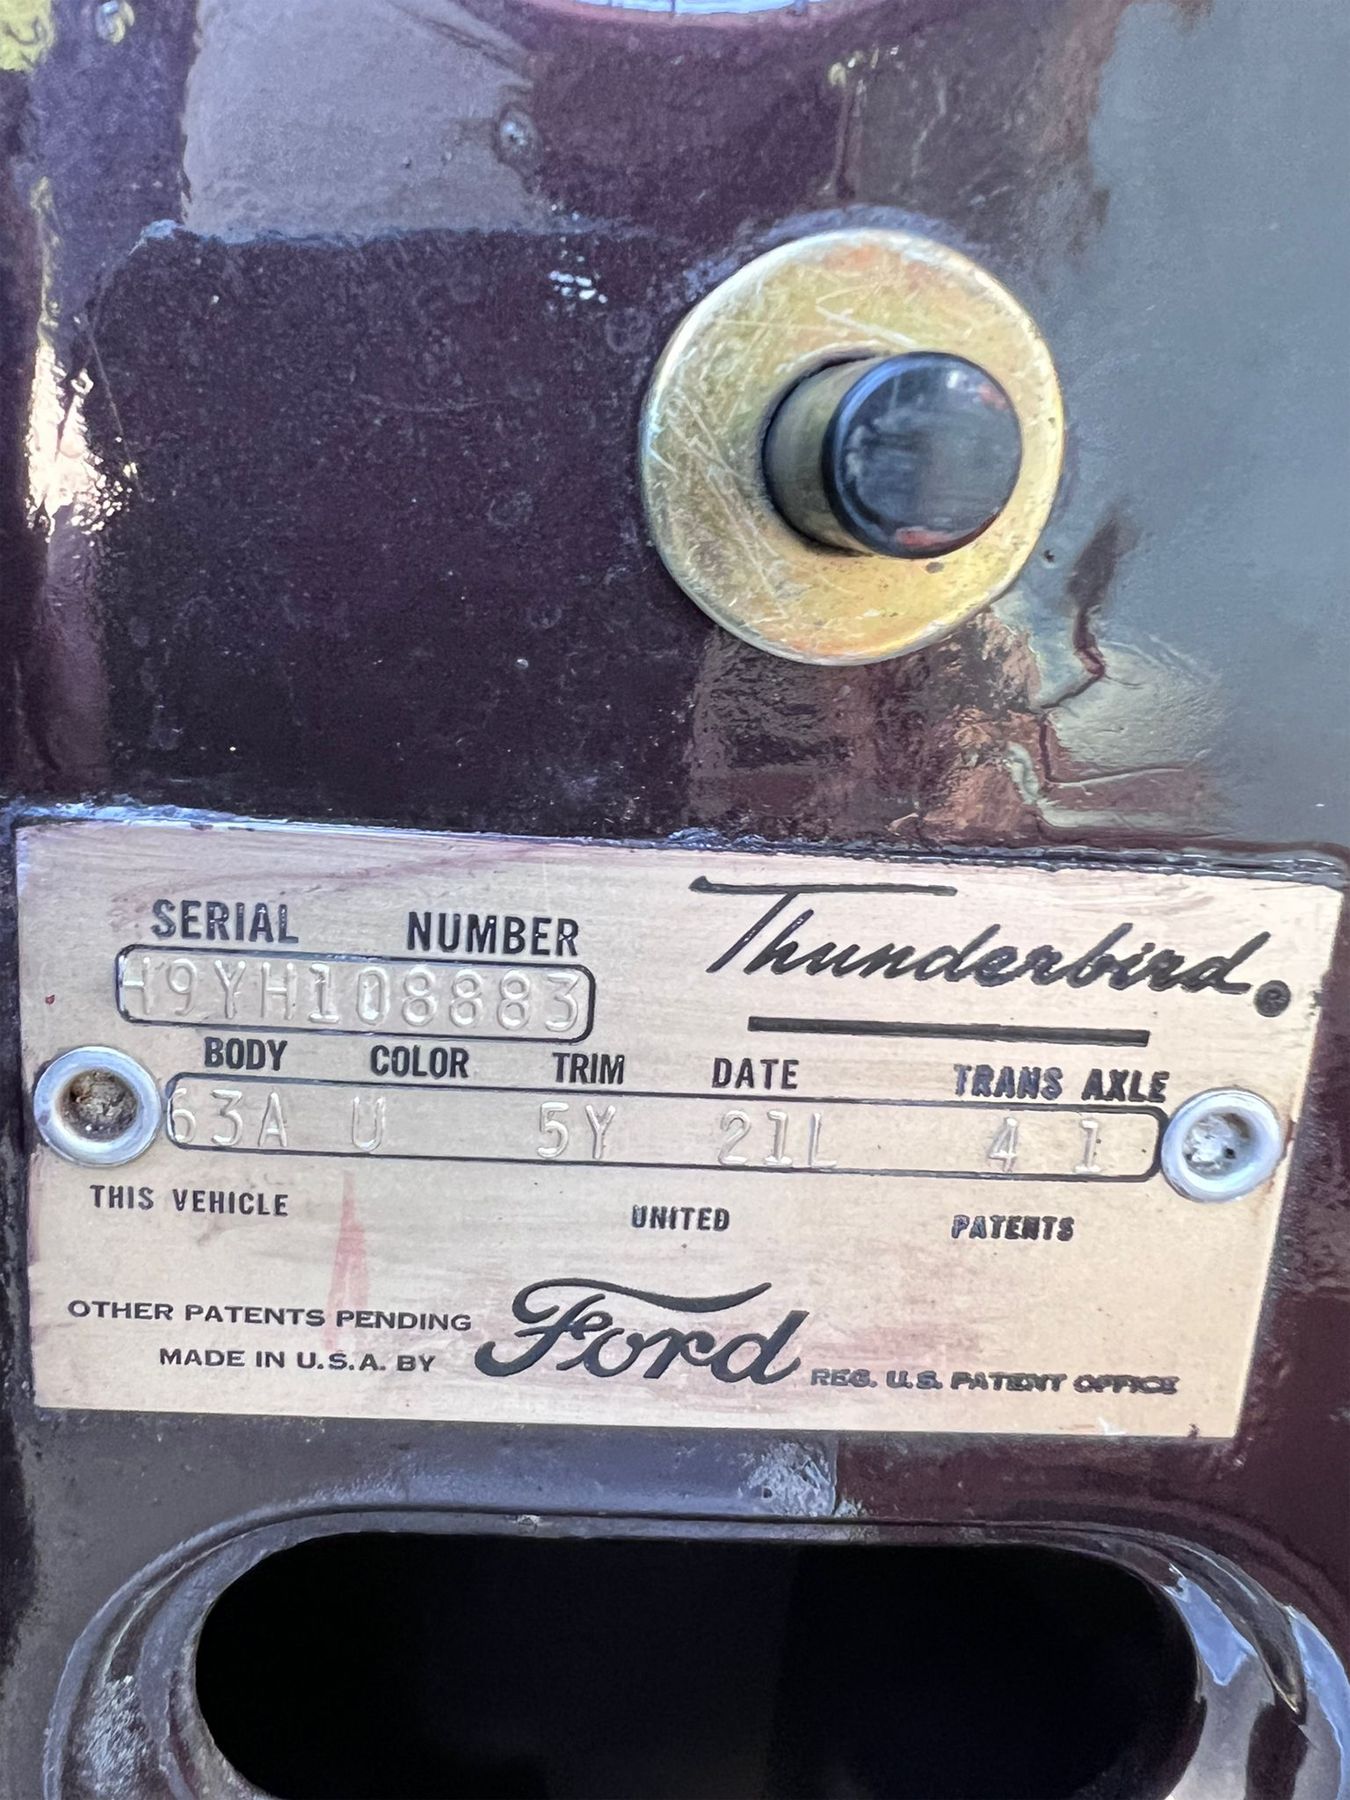 Thunderbird®
SERIAL NUMBER
H9YH108883
BODY COLOR TRIM DATE TRANS AXLE
63A U 5Y 21L 4 1
THIS VEHICLE UNITED PATENTS
OTHER PATENTS PENDING
MADE IN U.S.A. BY Ford REG. U.S. PATENT OFFICE